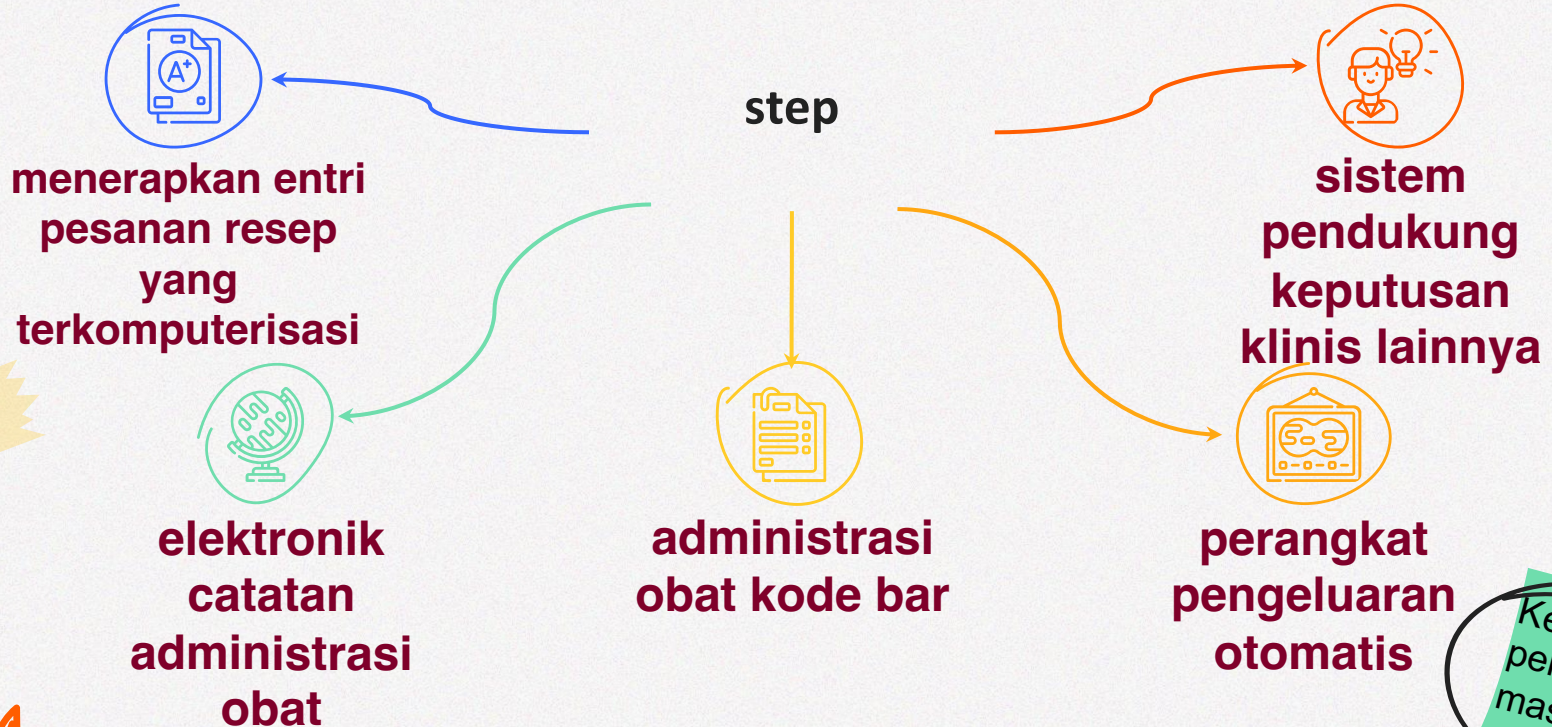 step
A+
menerapkan entri
pesanan resep
yang
terkomputerisasi
sistem
pendukung
keputusan
klinis lainnya
elektronik
catatan
administrasi
obat
administrasi
obat kode bar
perangkat
pengeluaran
otomatis